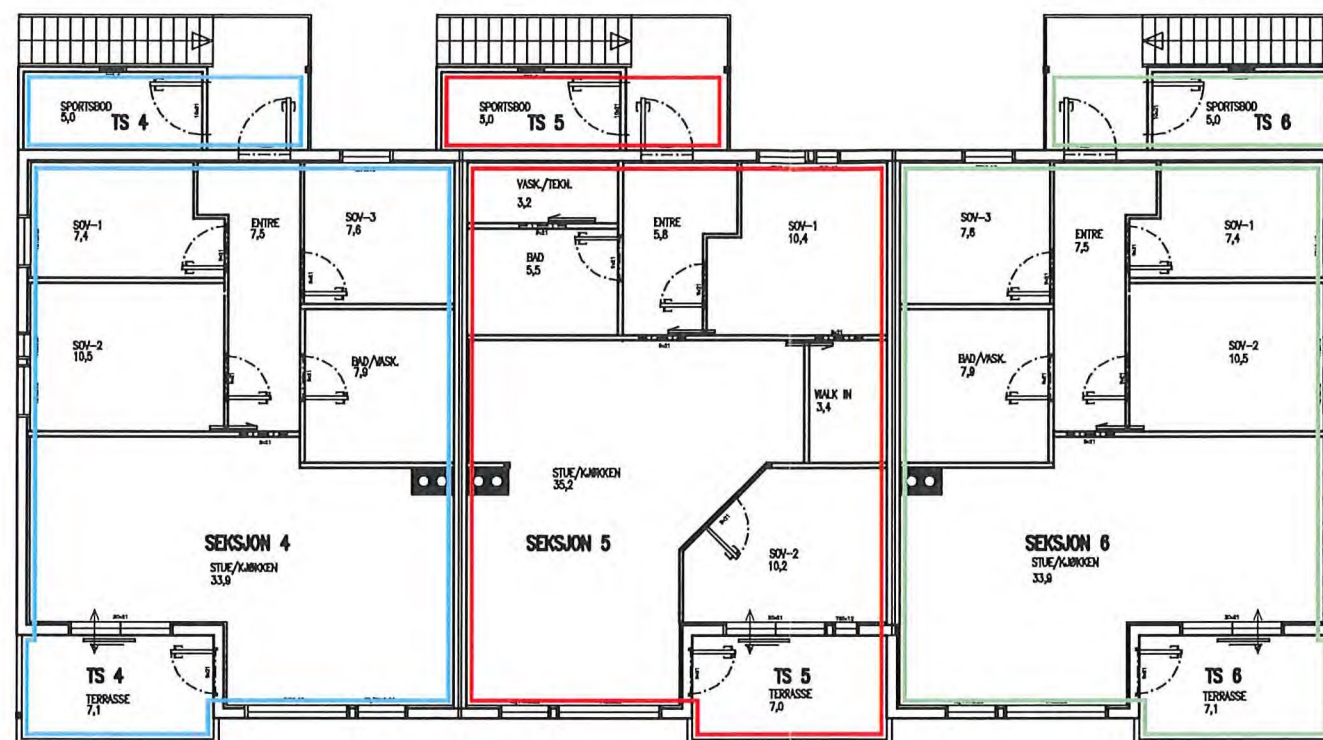 SPORTSBOD
5,0
TS 4
SPORTSBOD
5,0
TS 5
SPORTSBOD
5,0
TS 6
SOV-1
7,4
ENTRE
7,5
SOV-3
7,6
SOV-2
10,5
BAD/VASK.
7,9
SEKSJON 4
STUE/KJØKKEN
33,9
TS 4
TERRASSE
7,1
VASK./TEKN.
3,2
BAD
5,5
ENTRE
5,8
SOV-1
10,4
WALK IN
3,4
STUE/KJØKKEN
35,2
SEKSJON 5
SOV-2
10,2
TS 5
TERRASSE
7,0
SOV-3
7,6
ENTRE
7,5
SOV-1
7,4
BAD/VASK.
7,9
SOV-2
10,5
SEKSJON 6
STUE/KJØKKEN
33,9
TS 6
TERRASSE
7,1